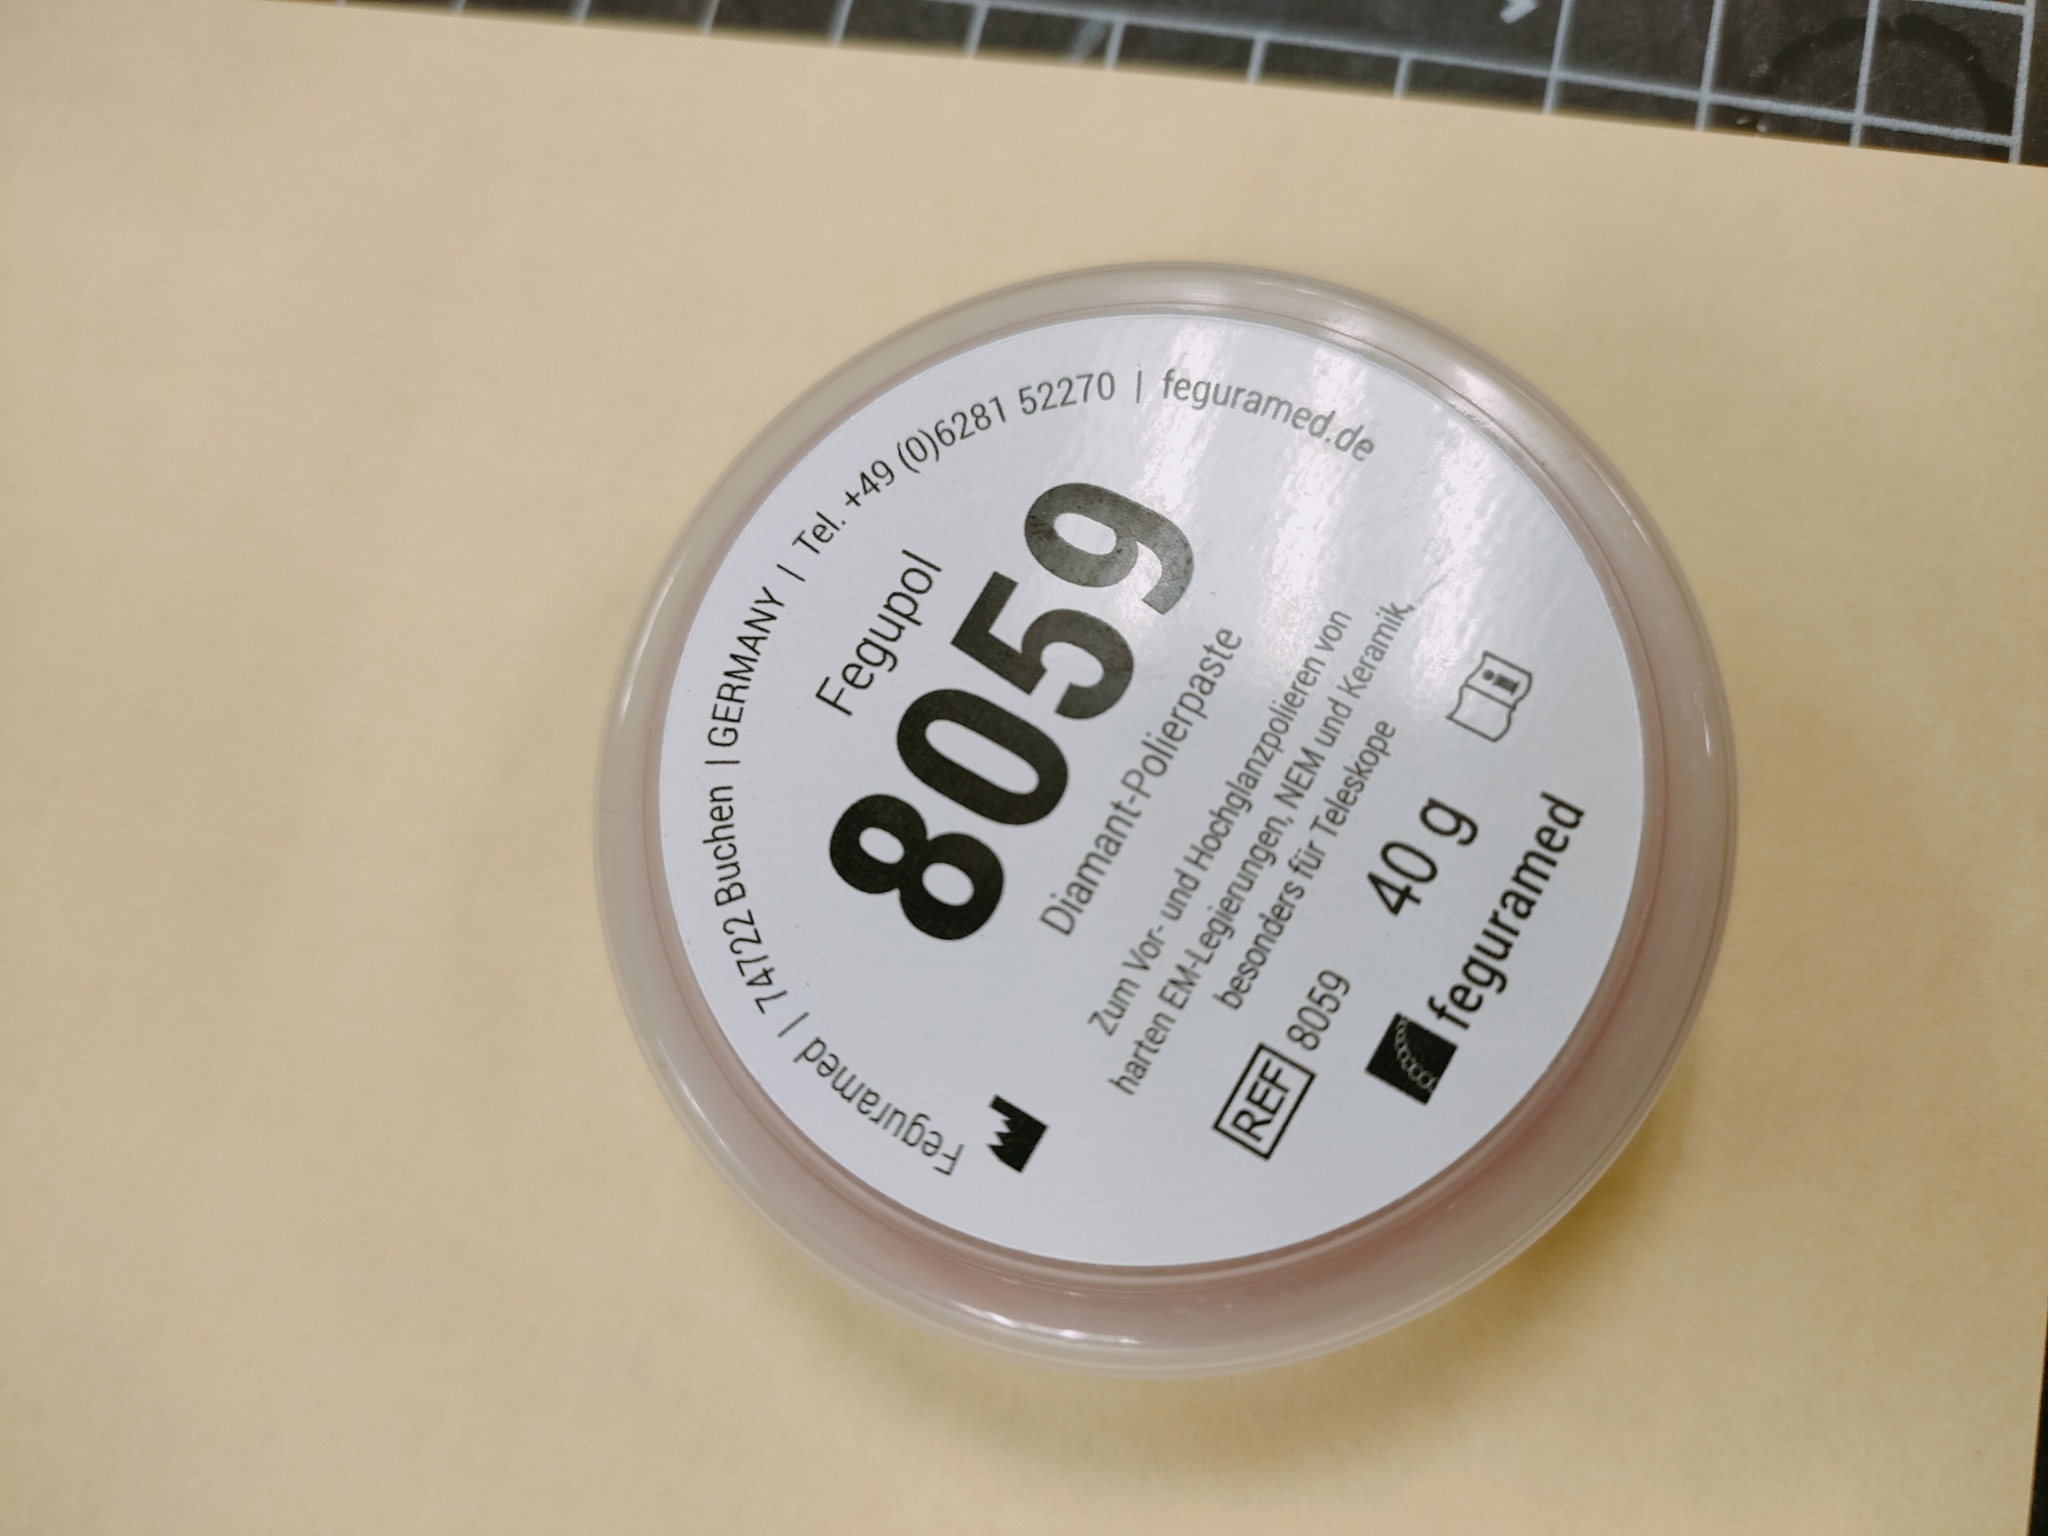 Feguramed | 74722 Buchen | GERMANY | Tel. +49 (0)6281 52270 | feguramed.de
Fegupol
8059
Diamant-Polierpaste
Zum Vor- und Hochglanzpolieren von
harten EM-Legierungen, NEM und Keramik,
besonders für Teleskope
REF 8059 40 g
i
feguramed